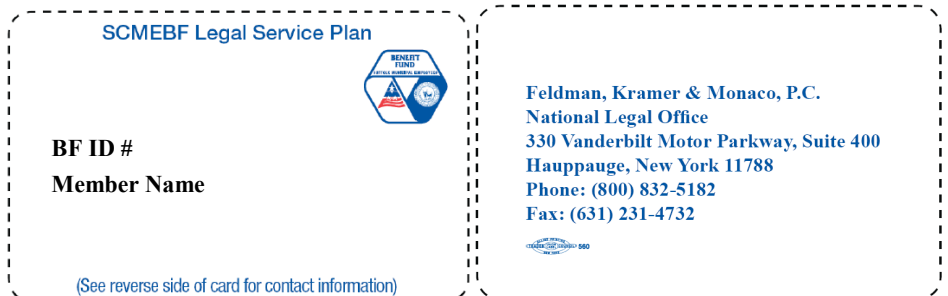 SCMEBF Legal Service Plan
BENEFIT
FUND
BF ID #
Member Name
(See reverse side of card for contact information)
Feldman, Kramer & Monaco, P.C.
National Legal Office
330 Vanderbilt Motor Parkway, Suite 400
Hauppauge, New York 11788
Phone: (800) 832-5182
Fax: (631) 231-4732
560